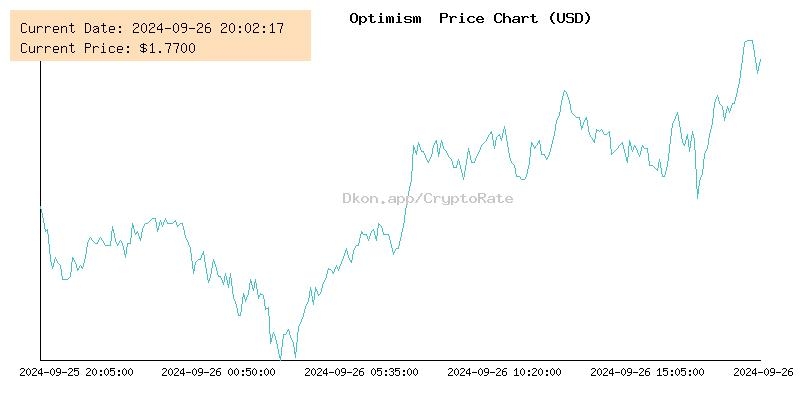 Optimism  Price Chart (USD)
Current Date: 2024-09-26 20:02:17
Current Price: $1.7700
Dkon.app/CryptoRate
2024-09-25 20:05:00 2024-09-26 00:50:00 2024-09-26 05:35:00 2024-09-26 10:20:00 2024-09-26 15:05:00 2024-09-26